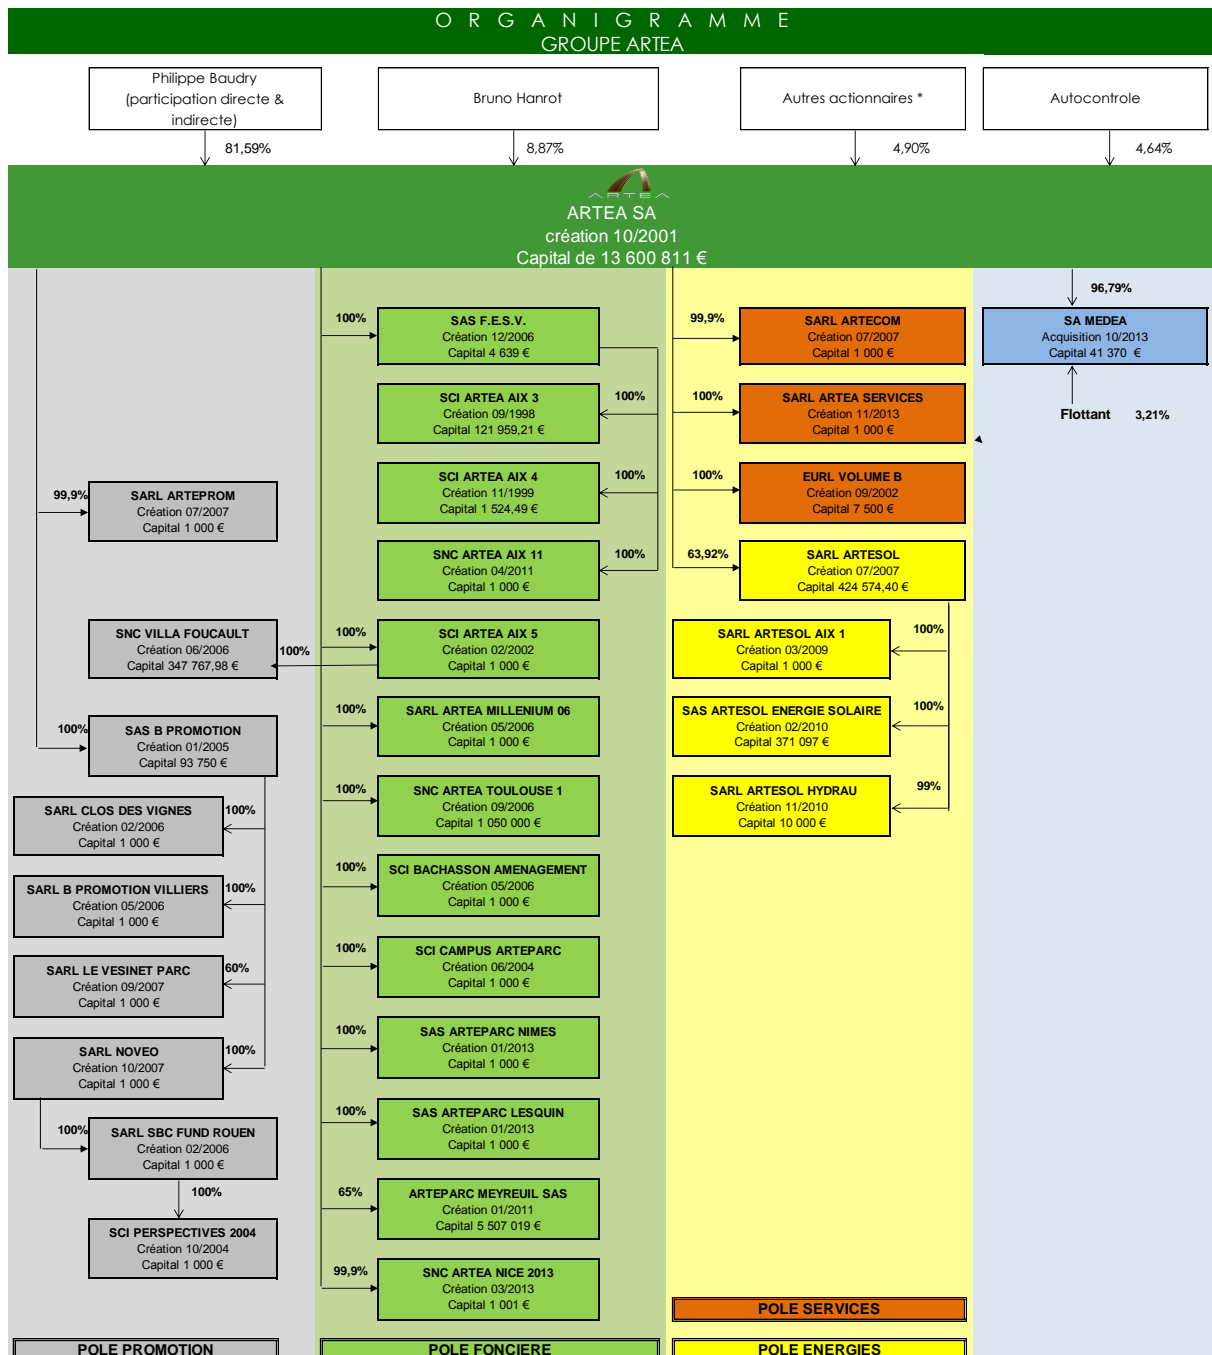 O R G A N I G R A M M E
GROUPE ARTEA
Philippe Baudry
(participation directe &
indirecte)
Bruno Hanrot
Autres actionnaires *
Autocontrole
81,59%
8,87%
4,90%
4,64%
ARTEA
ARTEA SA
création 10/2001
Capital de 13 600 811 €
99,9%
SARL ARTEPROM
Création 07/2007
Capital 1 000 €
SNC VILLA FOUCAULT
Création 06/2006
Capital 347 767,98 €
100%
100%
SAS B PROMOTION
Création 01/2005
Capital 93 750 €
SARL CLOS DES VIGNES
Création 02/2006
Capital 1 000 €
100%
SARL B PROMOTION VILLIERS
Création 05/2006
Capital 1 000 €
100%
SARL LE VESINET PARC
Création 09/2007
Capital 1 000 €
60%
SARL NOVEO
Création 10/2007
Capital 1 000 €
100%
100%
SARL SBC FUND ROUEN
Création 02/2006
Capital 1 000 €
100%
SCI PERSPECTIVES 2004
Création 10/2004
Capital 1 000 €
POLE PROMOTION
100%
SAS F.E.S.V.
Création 12/2006
Capital 4 639 €
SCI ARTEA AIX 3
Création 09/1998
Capital 121 959,21 €
100%
SCI ARTEA AIX 4
Création 11/1999
Capital 1 524,49 €
100%
SNC ARTEA AIX 11
Création 04/2011
Capital 1 000 €
100%
100%
SCI ARTEA AIX 5
Création 02/2002
Capital 1 000 €
100%
SARL ARTEA MILLENIUM 06
Création 05/2006
Capital 1 000 €
100%
SNC ARTEA TOULOUSE 1
Création 09/2006
Capital 1 050 000 €
100%
SCI BACHASSON AMENAGEMENT
Création 05/2006
Capital 1 000 €
100%
SCI CAMPUS ARTEPARC
Création 06/2004
Capital 1 000 €
100%
SAS ARTEPARC NIMES
Création 01/2013
Capital 1 000 €
100%
SAS ARTEPARC LESQUIN
Création 01/2013
Capital 1 000 €
65%
ARTEPARC MEYREUIL SAS
Création 01/2011
Capital 5 507 019 €
99,9%
SNC ARTEA NICE 2013
Création 03/2013
Capital 1 001 €
POLE FONCIERE
99,9%
SARL ARTECOM
Création 07/2007
Capital 1 000 €
100%
SARL ARTEA SERVICES
Création 11/2013
Capital 1 000 €
100%
EURL VOLUME B
Création 09/2002
Capital 7 500 €
63,92%
SARL ARTESOL
Création 07/2007
Capital 424 574,40 €
SARL ARTESOL AIX 1
Création 03/2009
Capital 1 000 €
100%
SAS ARTESOL ENERGIE SOLAIRE
Création 02/2010
Capital 371 097 €
100%
SARL ARTESOL HYDRAU
Création 11/2010
Capital 10 000 €
99%
POLE SERVICES
POLE ENERGIES
96,79%
SA MEDEA
Acquisition 10/2013
Capital 41 370 €
Flottant 3,21%